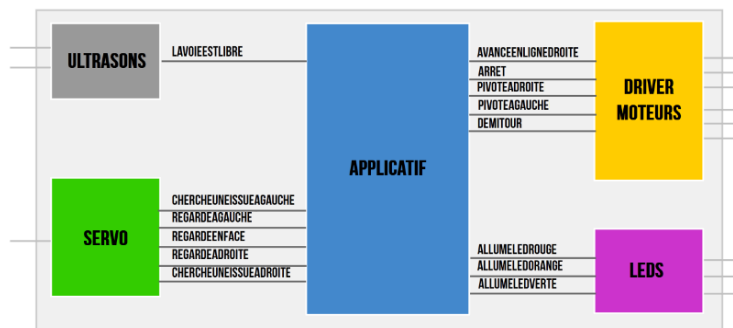 ULTRASONS
LAVOIEESTLIBRE
APPLICATIF
AVANCEENLIGNEDROITE
ARRET
PIVOTEADROITE
PIVOTEAGAUCHE
DEMITOUR
DRIVER
MOTEURS
SERVO
CHERCHEUNEISSUEAGAUCHE
REGARDEAGAUCHE
REGARDEENFACE
REGARDEADROITE
CHERCHEUNEISSUEADROITE
ALLUMELEDROUGE
ALLUMELEDORANGE
ALLUMELEDVERTE
LEDS